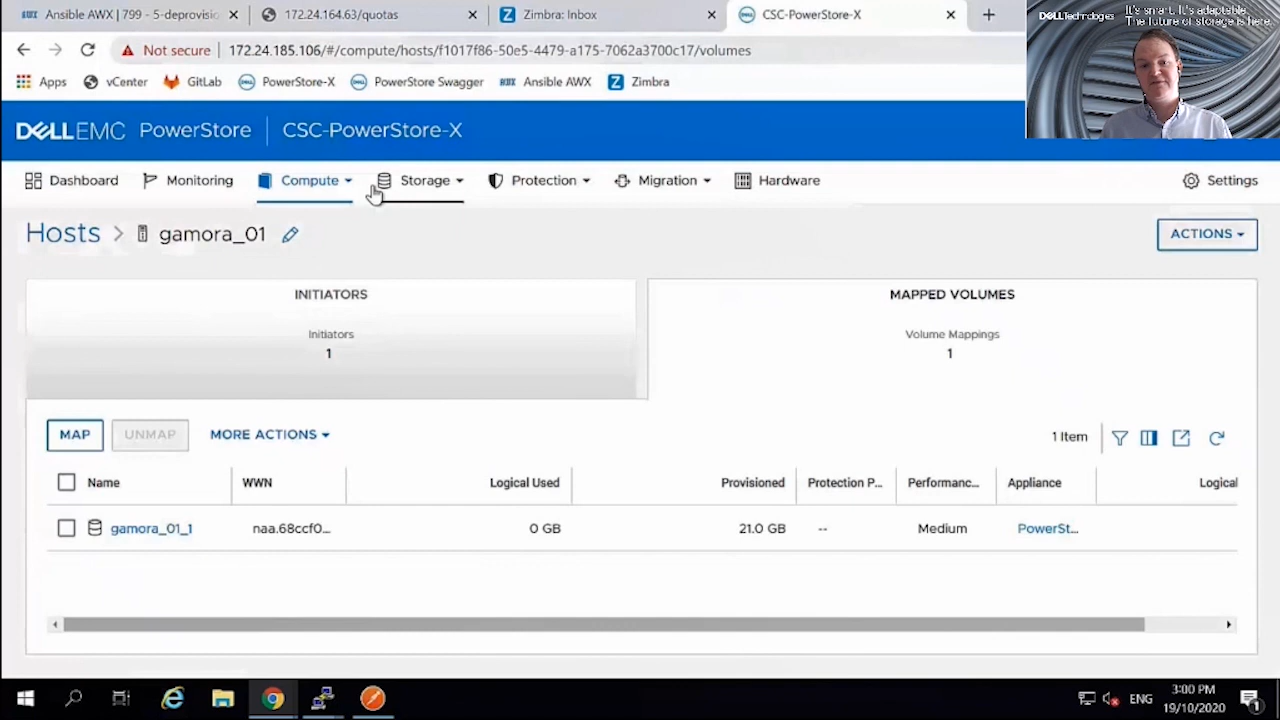 AWX Ansible AWX | 799 - 5-deprovisio
172.24.164.63/quotas
Zimbra: Inbox
CSC-PowerStore-X
DELLTechnologies
It's smart. It's adaptable.
The future of storage is here.
Not secure | 172.24.185.106/#/compute/hosts/f1017f86-50e5-4479-a175-7062a3700c17/volumes
Apps vCenter GitLab PowerStore-X PowerStore Swagger AWX Ansible AWX Zimbra
DELLEMC PowerStore CSC-PowerStore-X
Dashboard Monitoring Compute Storage Protection Migration Hardware Settings
Hosts > gamora_01
ACTIONS
INITIATORS
Initiators
1
MAPPED VOLUMES
Volume Mappings
1
MAP UNMAP MORE ACTIONS 1 Item
Name WWN Logical Used Provisioned Protection P... Performanc... Appliance Logical
gamora_01_1 naa.68ccf0... 0 GB 21.0 GB -- Medium PowerSt...
ENG
3:00 PM
19/10/2020
1